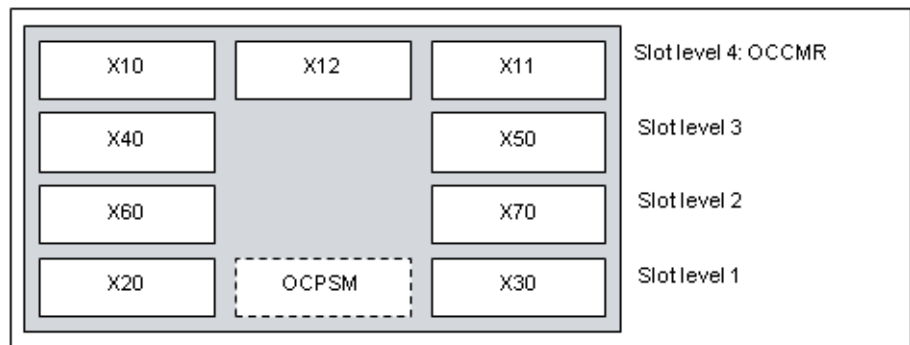 X10 X12 X11 Slot level 4: OCCMR
X40 X50 Slot level 3
X60 X70 Slot level 2
X20 OCPSM X30 Slot level 1